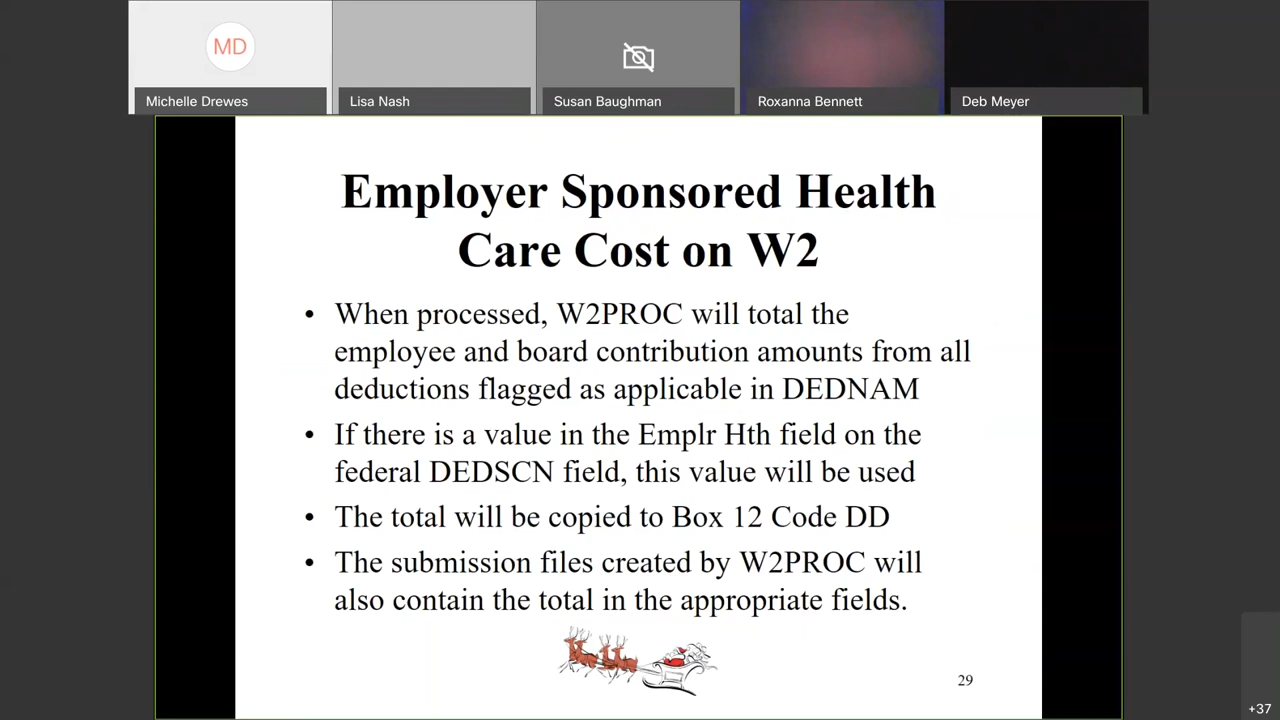 MD
Michelle Drewes
Lisa Nash
Susan Baughman
Roxanna Bennett
Deb Meyer
Employer Sponsored Health
Care Cost on W2
• When processed, W2PROC will total the
employee and board contribution amounts from all
deductions flagged as applicable in DEDNAM
• If there is a value in the Emplr Hth field on the
federal DEDSCN field, this value will be used
• The total will be copied to Box 12 Code DD
• The submission files created by W2PROC will
also contain the total in the appropriate fields.
29
+37